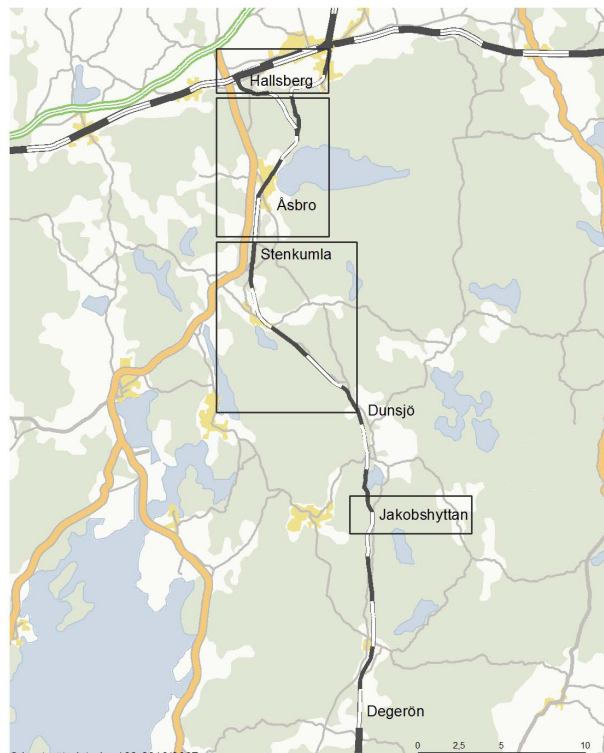 Hallsberg
Åsbro
Stenkumla
Dunsjö
Jakobshyttan
Degerön
0 2,5 5 10